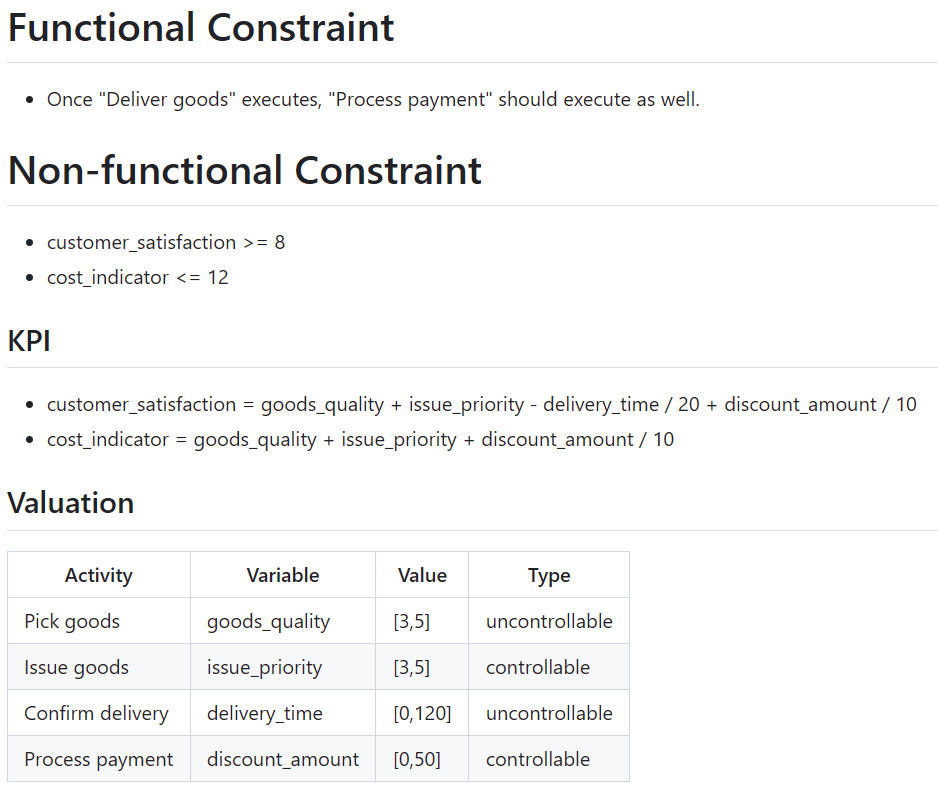 Functional Constraint
Once "Deliver goods" executes, "Process payment" should execute as well.
Non-functional Constraint
customer_satisfaction >= 8
cost_indicator <= 12
KPI
customer_satisfaction = goods_quality + issue_priority - delivery_time / 20 + discount_amount / 10
cost_indicator = goods_quality + issue_priority + discount_amount / 10
Valuation
Activity Variable Value Type
Pick goods goods_quality [3,5] uncontrollable
Issue goods issue_priority [3,5] controllable
Confirm delivery delivery_time [0,120] uncontrollable
Process payment discount_amount [0,50] controllable